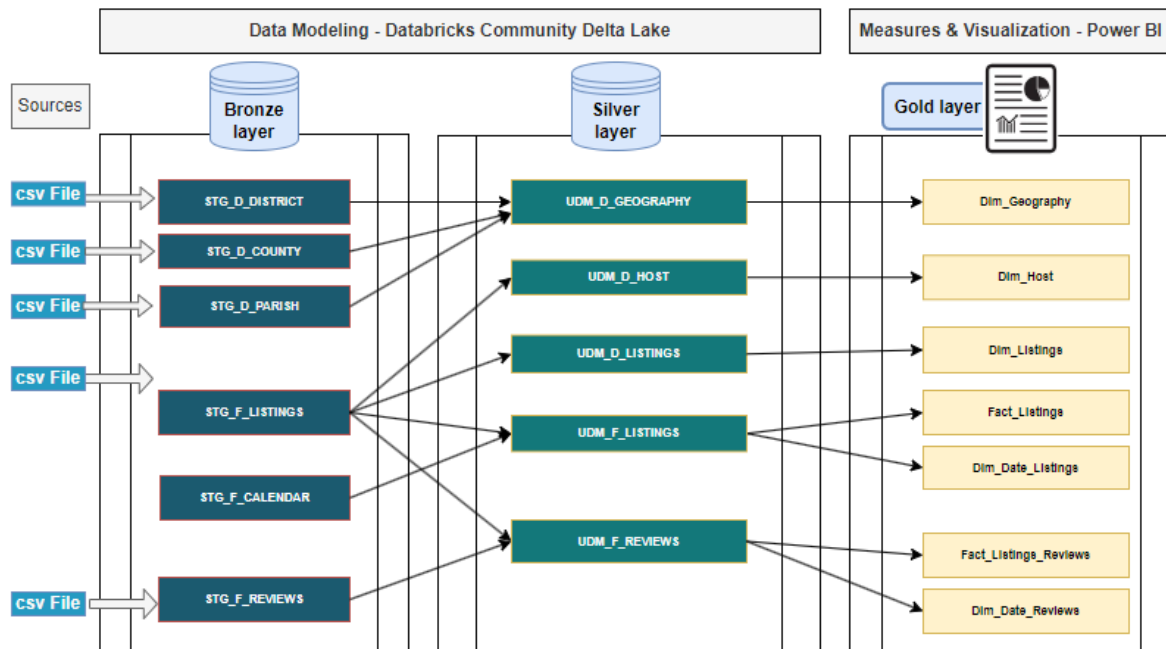 Data Modeling - Databricks Community Delta Lake
Measures & Visualization - Power BI
Sources
Bronze
layer
Silver
layer
Gold layer
csv File
STG_D_DISTRICT
UDM_D_GEOGRAPHY
Dim_Geography
csv File
STG_D_COUNTY
UDM_D_HOST
Dim_Host
csv File
STG_D_PARISH
UDM_D_LISTINGS
Dim_Listings
csv File
STG_F_LISTINGS
UDM_F_LISTINGS
Fact_Listings
Dim_Date_Listings
STG_F_CALENDAR
UDM_F_REVIEWS
Fact_Listings_Reviews
csv File
STG_F_REVIEWS
Dim_Date_Reviews